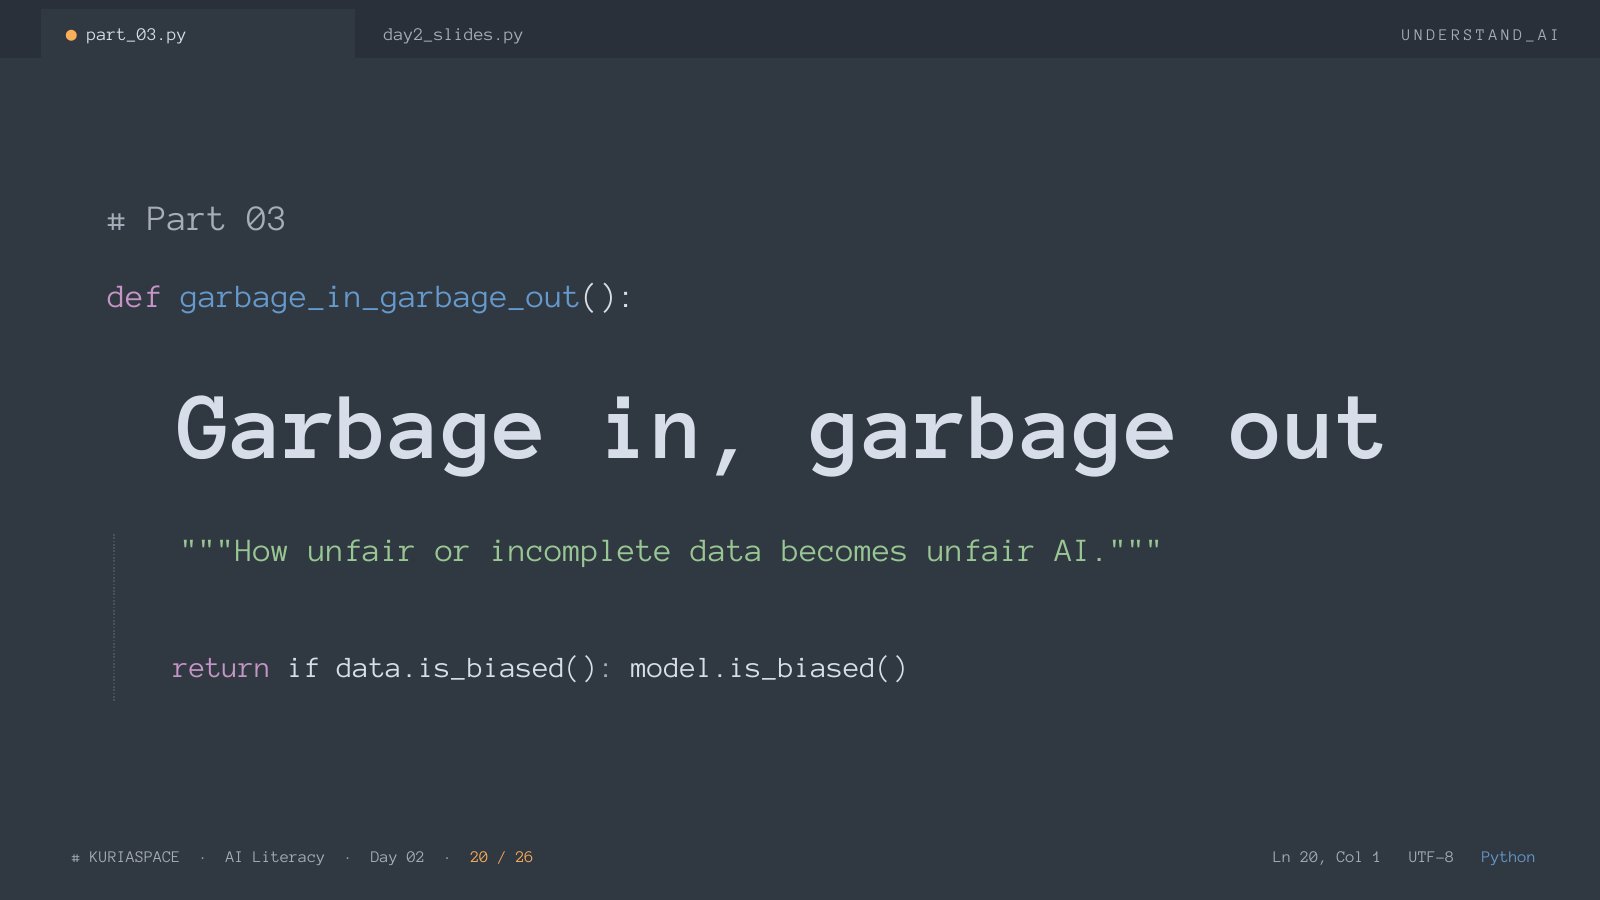 part_03.py
day2_slides.py
UNDERSTAND_AI
# Part 03
def garbage_in_garbage_out():
Garbage in, garbage out
"""How unfair or incomplete data becomes unfair AI."""
return if data.is_biased(): model.is_biased()
# KURIASPACE · AI Literacy · Day 02 · 20 / 26
Ln 20, Col 1 UTF-8 Python